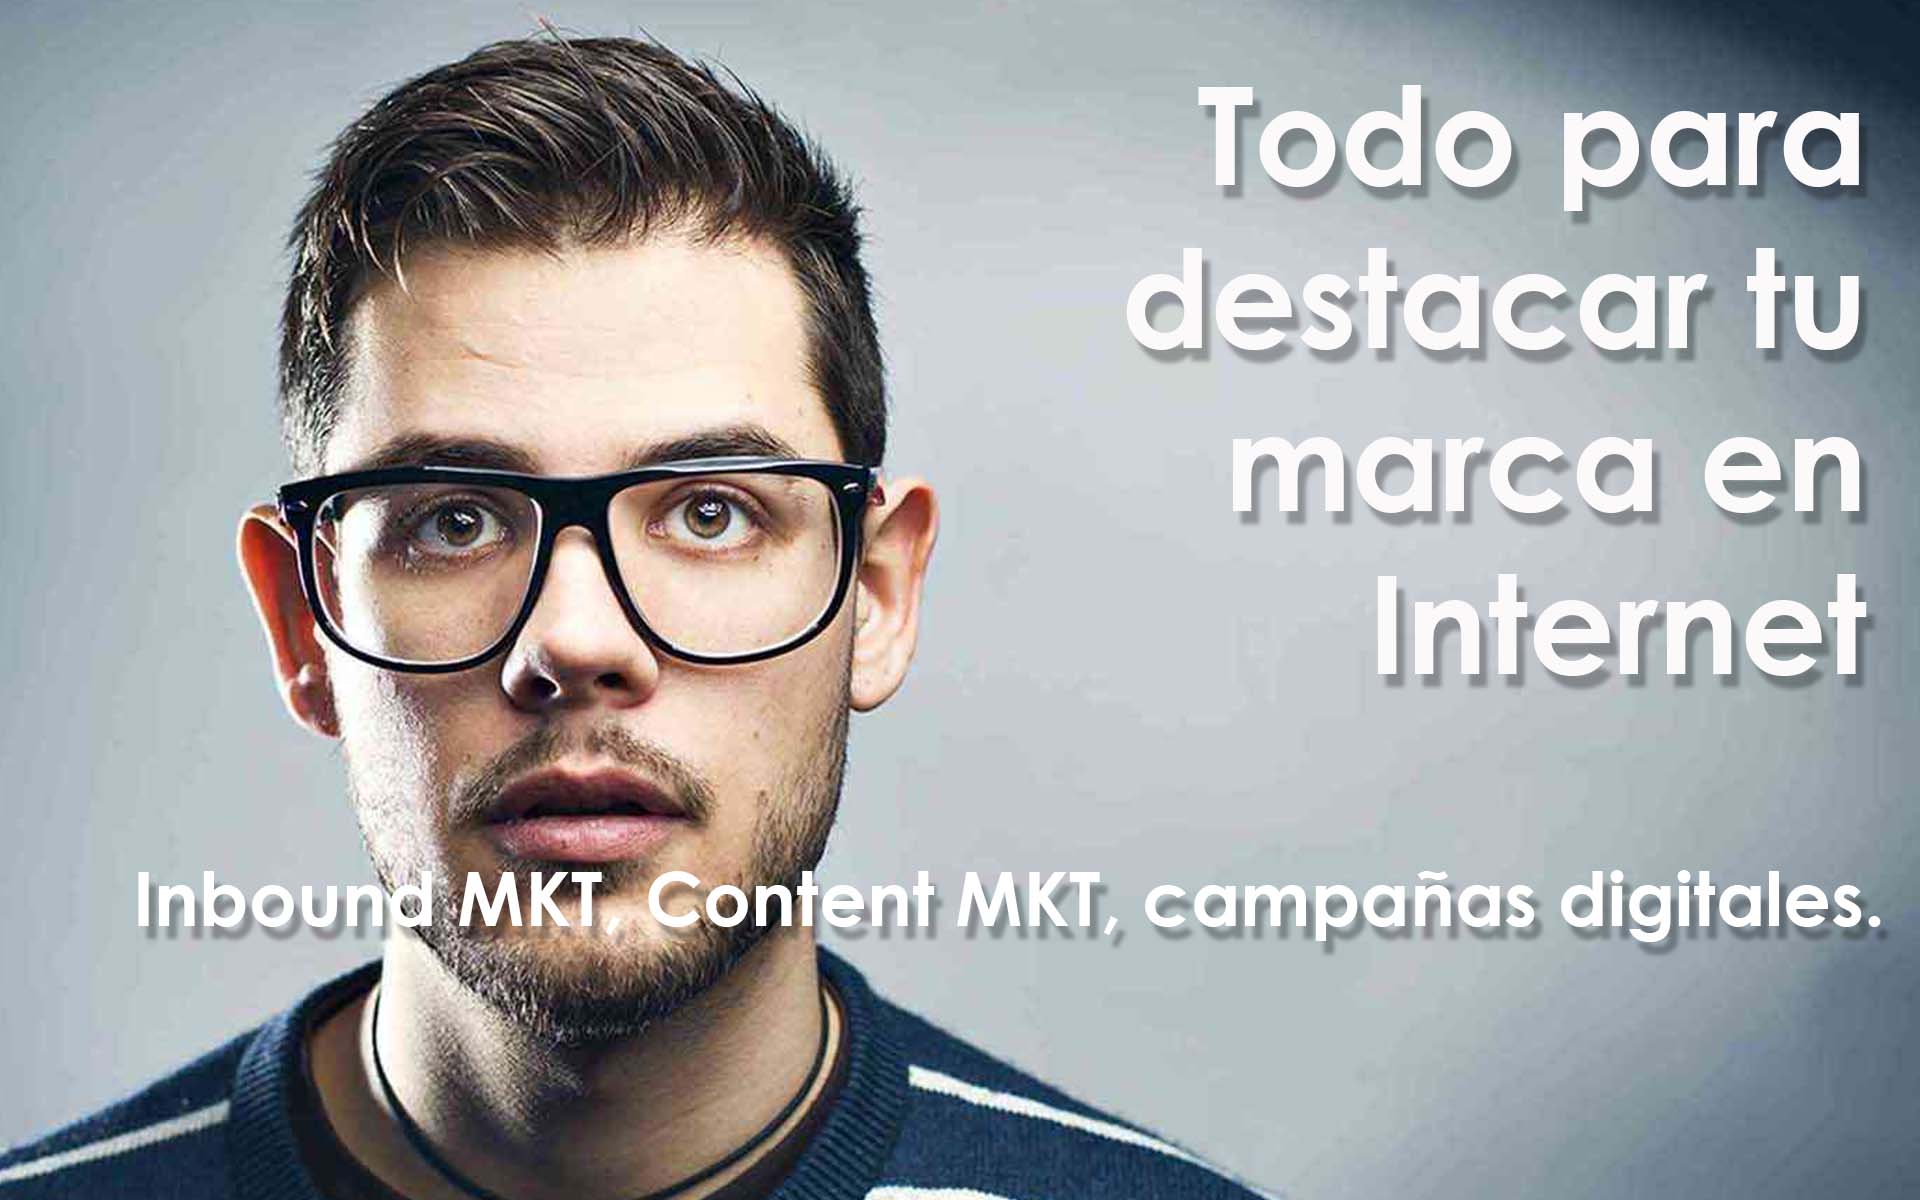 Todo para
destacar tu
marca en
Internet
Inbound MKT, Content MKT, campañas digitales.